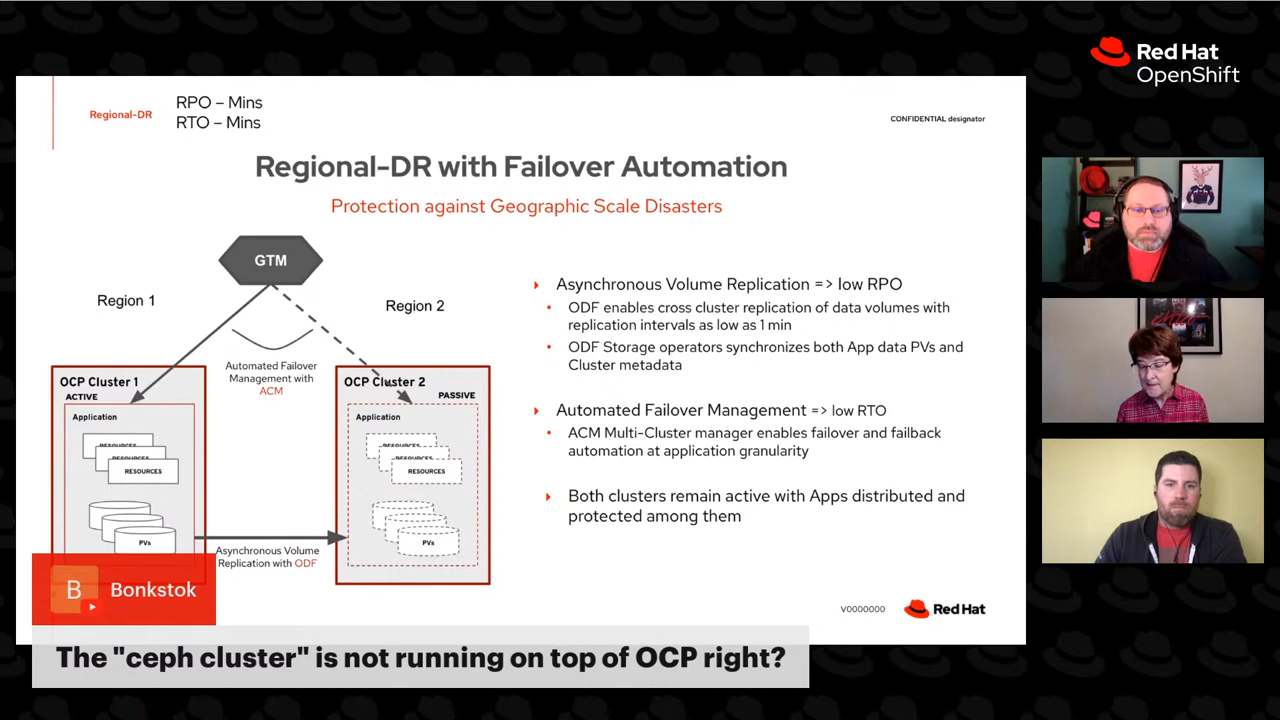 Red Hat
OpenShift
Regional-DR
RPO – Mins
RTO – Mins
CONFIDENTIAL designator
Regional-DR with Failover Automation
Protection against Geographic Scale Disasters
GTM
Region 1
Region 2
Automated Failover
Management with
ACM
OCP Cluster 1
ACTIVE
Application
RESOURCES
RESOURCES
RESOURCES
PVs
OCP Cluster 2
PASSIVE
Application
RESOURCES
RESOURCES
RESOURCES
PVs
Asynchronous Volume
Replication with ODF
Asynchronous Volume Replication => low RPO
ODF enables cross cluster replication of data volumes with
replication intervals as low as 1 min
ODF Storage operators synchronizes both App data PVs and
Cluster metadata
Automated Failover Management => low RTO
ACM Multi-Cluster manager enables failover and failback
automation at application granularity
Both clusters remain active with Apps distributed and
protected among them
V0000000
Red Hat
B
Bonkstok
The "ceph cluster" is not running on top of OCP right?